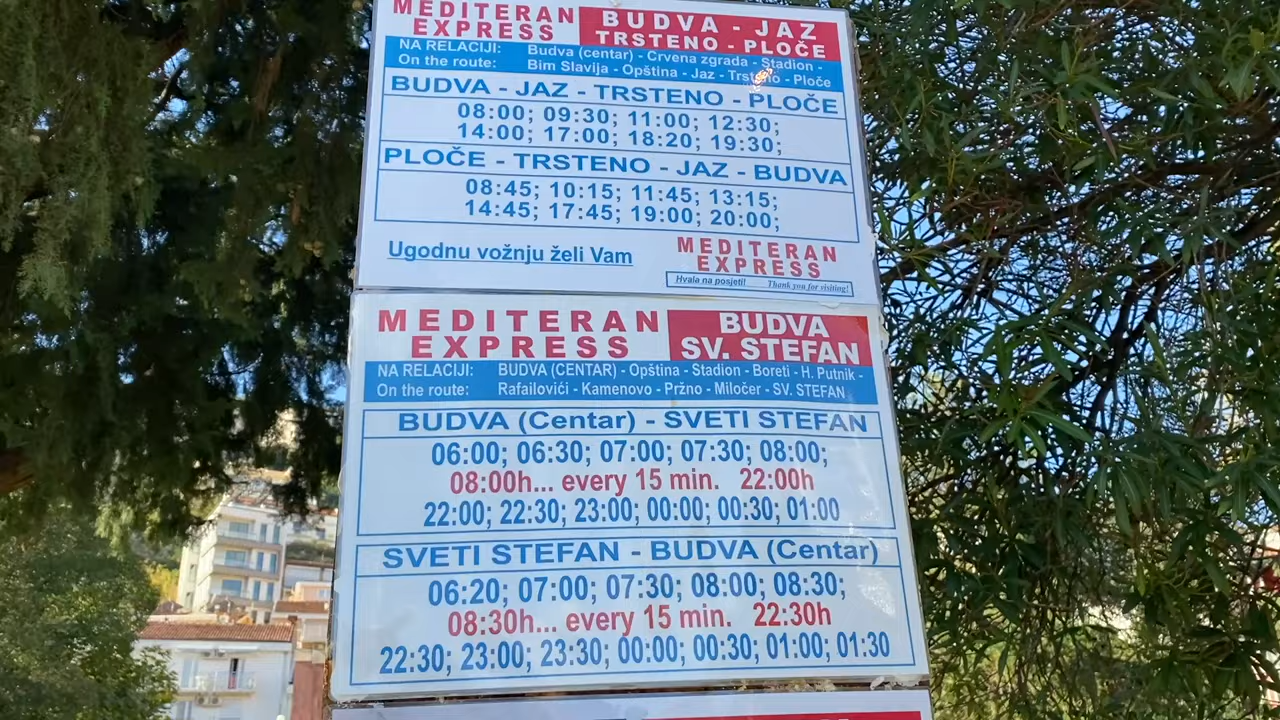 MEDITERAN
EXPRESS
BUDVA - JAZ
TRSTENO - PLOČE
NA RELACIJI: Budva (centar) - Crvena zgrada - Stadion -
On the route: Bim Slavija - Opština - Jaz - Trsteno - Ploče
BUDVA - JAZ - TRSTENO - PLOČE
08:00; 09:30; 11:00; 12:30;
14:00; 17:00; 18:20; 19:30;
PLOČE - TRSTENO - JAZ - BUDVA
08:45; 10:15; 11:45; 13:15;
14:45; 17:45; 19:00; 20:00;
Ugodnu vožnju želi Vam
MEDITERAN
EXPRESS
Hvala na posjeti! Thank you for visiting!
MEDITERAN
EXPRESS
BUDVA
SV. STEFAN
NA RELACIJI: BUDVA (CENTAR) - Opština - Stadion - Boreti - H. Putnik -
On the route: Rafailovići - Kamenovo - Pržno - Miločer - SV. STEFAN
BUDVA (Centar) - SVETI STEFAN
06:00; 06:30; 07:00; 07:30; 08:00;
08:00h... every 15 min. 22:00h
22:00; 22:30; 23:00; 00:00; 00:30; 01:00
SVETI STEFAN - BUDVA (Centar)
06:20; 07:00; 07:30; 08:00; 08:30;
08:30h... every 15 min. 22:30h
22:30; 23:00; 23:30; 00:00; 00:30; 01:00; 01:30